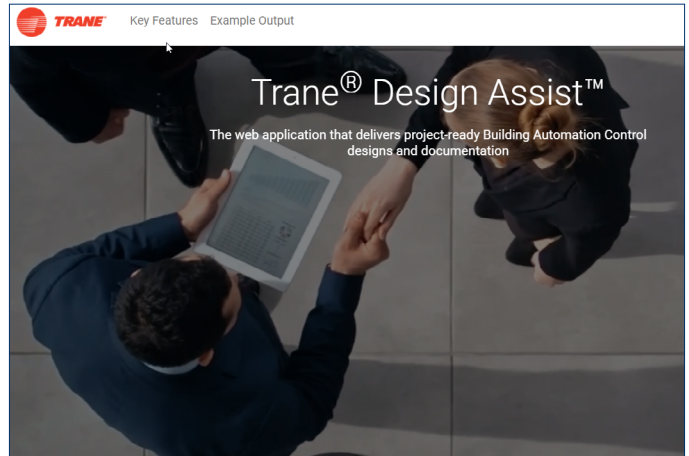 TRANE® Key Features Example Output
Trane® Design Assist™
The web application that delivers project-ready Building Automation Control
designs and documentation